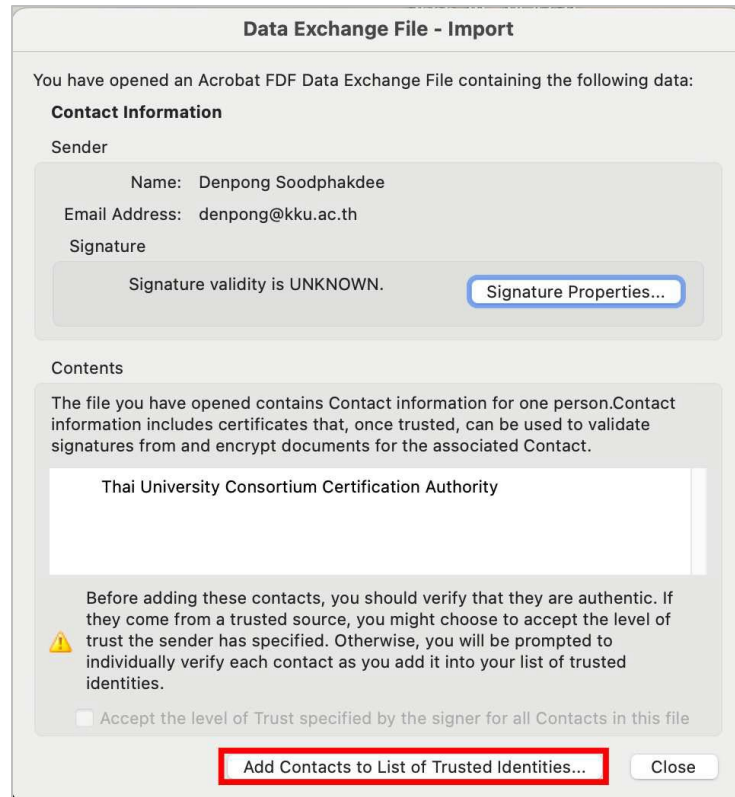 Data Exchange File - Import
You have opened an Acrobat FDF Data Exchange File containing the following data:
Contact Information
Sender
Name: Denpong Soodphakdee
Email Address: denpong@kku.ac.th
Signature
Signature validity is UNKNOWN.
Signature Properties...
Contents
The file you have opened contains Contact information for one person.Contact
information includes certificates that, once trusted, can be used to validate
signatures from and encrypt documents for the associated Contact.
Thai University Consortium Certification Authority
Before adding these contacts, you should verify that they are authentic. If
they come from a trusted source, you might choose to accept the level of
trust the sender has specified. Otherwise, you will be prompted to
individually verify each contact as you add it into your list of trusted
identities.
Accept the level of Trust specified by the signer for all Contacts in this file
Add Contacts to List of Trusted Identities...
Close